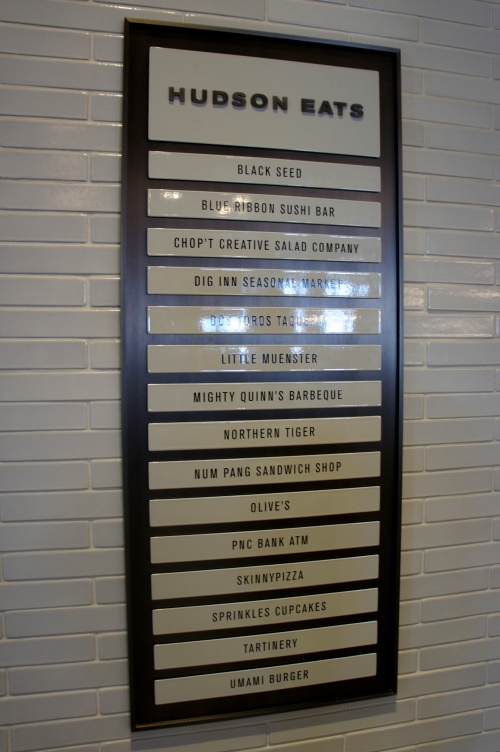 HUDSON EATS
BLACK SEED
BLUE RIBBON SUSHI BAR
CHOP'T CREATIVE SALAD COMPANY
DIG INN SEASONAL MARKET
DOS TOROS TAQUERIA
LITTLE MUENSTER
MIGHTY QUINN'S BARBEQUE
NORTHERN TIGER
NUM PANG SANDWICH SHOP
OLIVE'S
PNC BANK ATM
SKINNYPIZZA
SPRINKLES CUPCAKES
TARTINERY
UMAMI BURGER